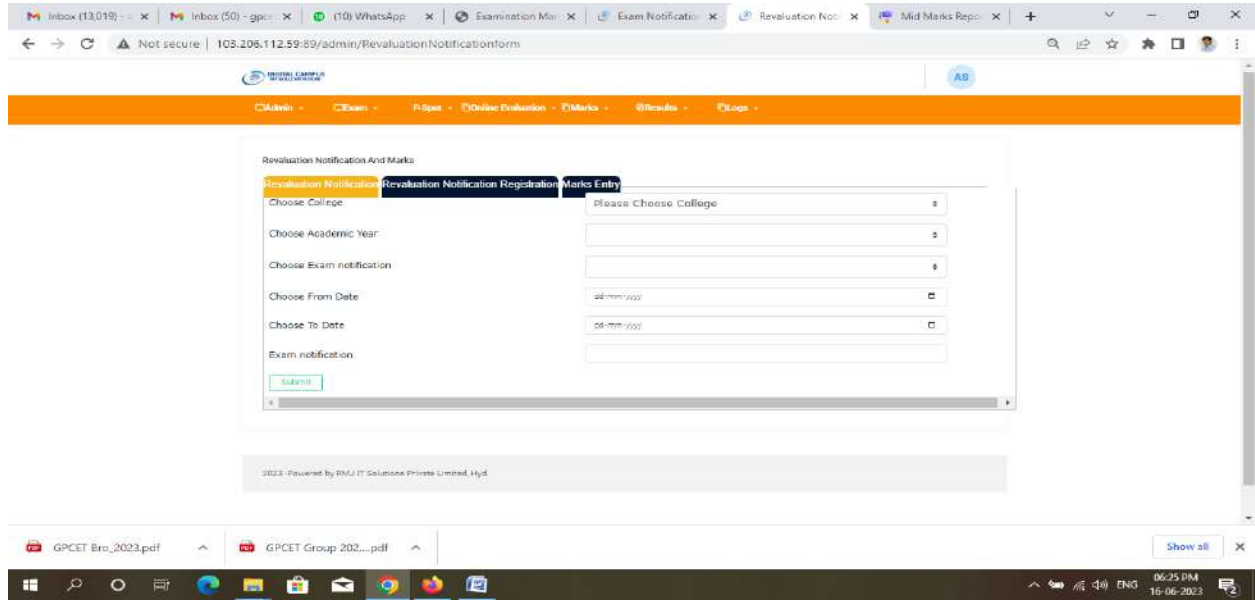 Inbox (13,019) - Inbox (50) - gpc (10) WhatsApp Examination Mar Exam Notificatio Revaluation Not Mid Marks Repo
Not secure | 103.206.112.59:89/admin/RevaluationNotificationform
DIGITAL CAMPUS
AS
Admin Exam Spot Online Evaluation Marks Results Logs
Revaluation Notification And Marks
Revaluation Notification Revaluation Notification Registration Marks Entry
Choose College Please Choose College
Choose Academic Year
Choose Exam notification
Choose From Date dd-mm-yyyy
Choose To Date dd-mm-yyyy
Exam notification
Submit
2023 -Powered by RMJ IT Solutions Private Limited, Hyd.
GPCET Bro_2023.pdf GPCET Group 202....pdf Show all
ENG 06:25 PM
16-06-2023